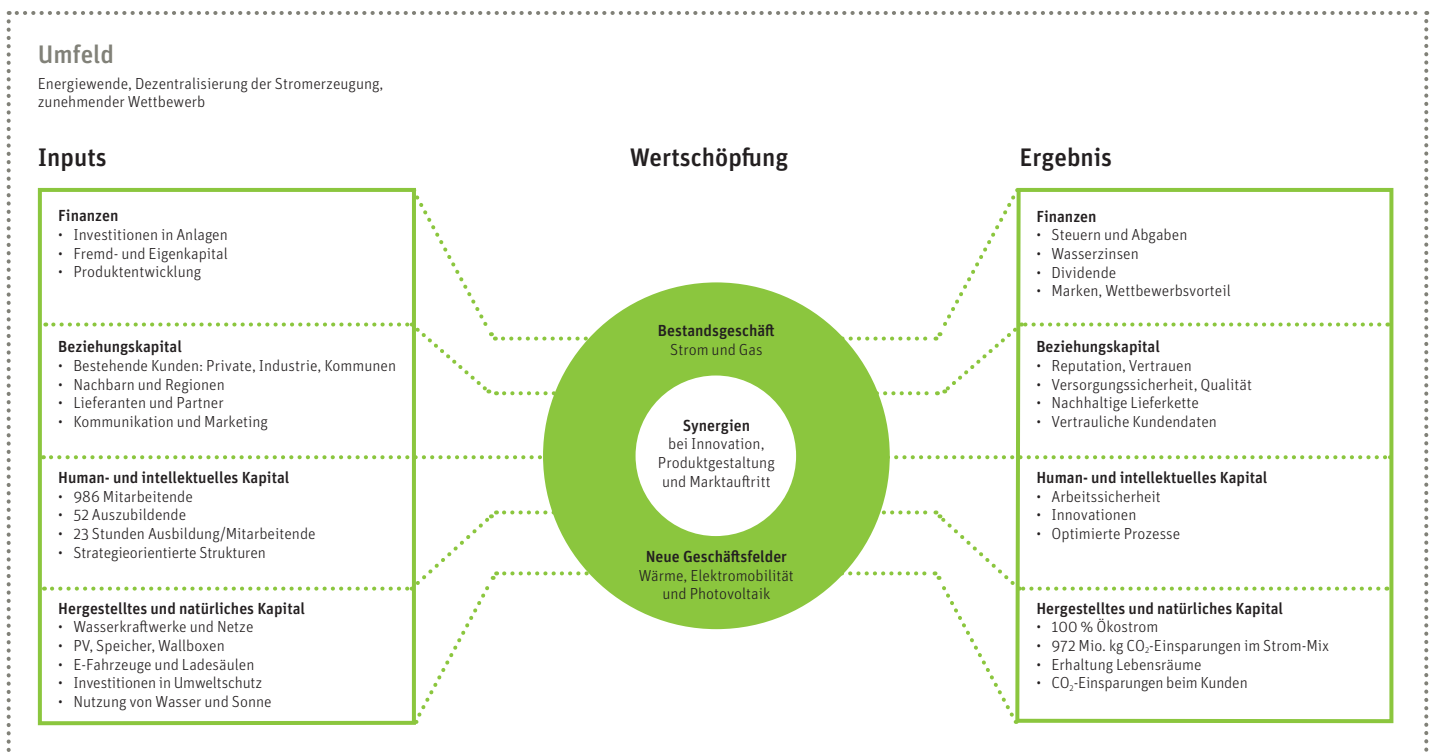 Umfeld
Energiewende, Dezentralisierung der Stromerzeugung,
zunehmender Wettbewerb
Inputs
Finanzen
• Investitionen in Anlagen
• Fremd- und Eigenkapital
• Produktentwicklung
Beziehungskapital
• Bestehende Kunden: Private, Industrie, Kommunen
• Nachbarn und Regionen
• Lieferanten und Partner
• Kommunikation und Marketing
Human- und intellektuelles Kapital
• 986 Mitarbeitende
• 52 Auszubildende
• 23 Stunden Ausbildung/Mitarbeitende
• Strategieorientierte Strukturen
Hergestelltes und natürliches Kapital
• Wasserkraftwerke und Netze
• PV, Speicher, Wallboxen
• E-Fahrzeuge und Ladesäulen
• Investitionen in Umweltschutz
• Nutzung von Wasser und Sonne
Wertschöpfung
Bestandsgeschäft
Strom und Gas
Synergien
bei Innovation,
Produktgestaltung
und Marktauftritt
Neue Geschäftsfelder
Wärme, Elektromobilität
und Photovoltaik
Ergebnis
Finanzen
• Steuern und Abgaben
• Wasserzinsen
• Dividende
• Marken, Wettbewerbsvorteil
Beziehungskapital
• Reputation, Vertrauen
• Versorgungssicherheit, Qualität
• Nachhaltige Lieferkette
• Vertrauliche Kundendaten
Human- und intellektuelles Kapital
• Arbeitssicherheit
• Innovationen
• Optimierte Prozesse
Hergestelltes und natürliches Kapital
• 100 % Ökostrom
• 972 Mio. kg CO₂-Einsparungen im Strom-Mix
• Erhaltung Lebensräume
• CO₂-Einsparungen beim Kunden